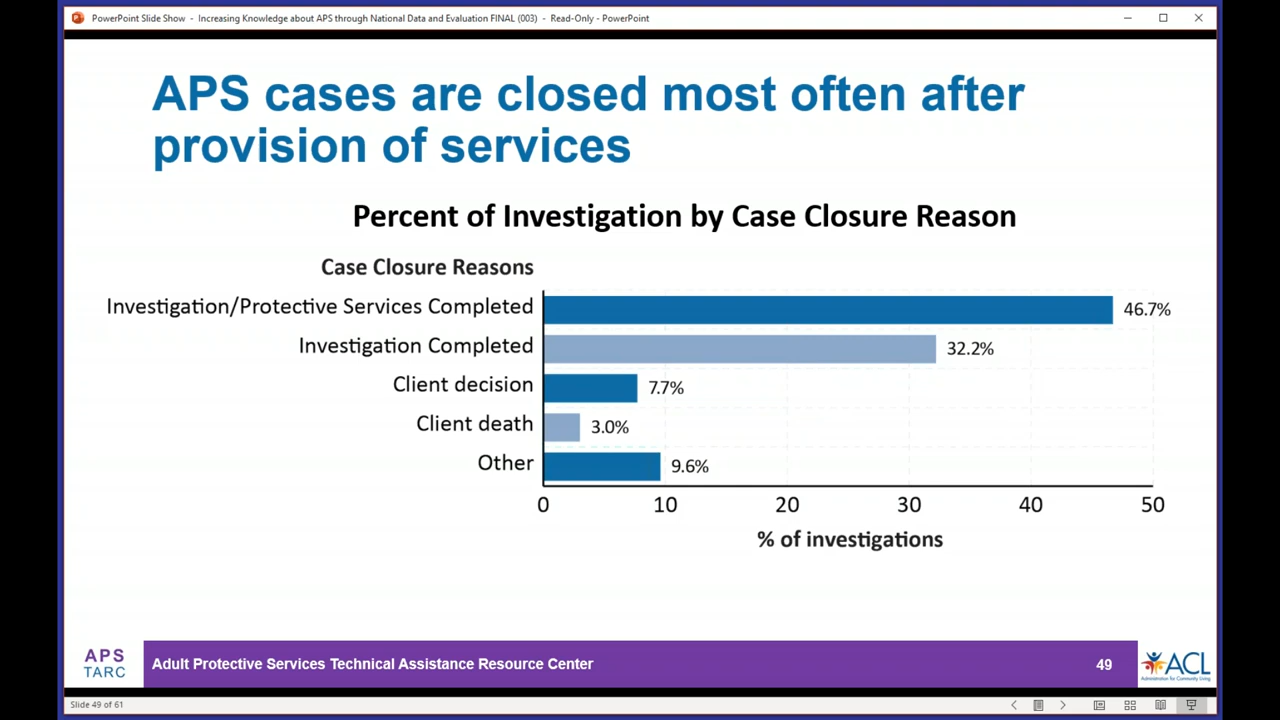 PowerPoint Slide Show - Increasing Knowledge about APS through National Data and Evaluation FINAL (003) - Read-Only - PowerPoint
APS cases are closed most often after
provision of services
Percent of Investigation by Case Closure Reason
Case Closure Reasons
Investigation/Protective Services Completed 46.7%
Investigation Completed 32.2%
Client decision 7.7%
Client death 3.0%
Other 9.6%
0 10 20 30 40 50
% of investigations
APS
TARC
Adult Protective Services Technical Assistance Resource Center
49
ACL
Administration for Community Living
Slide 49 of 61